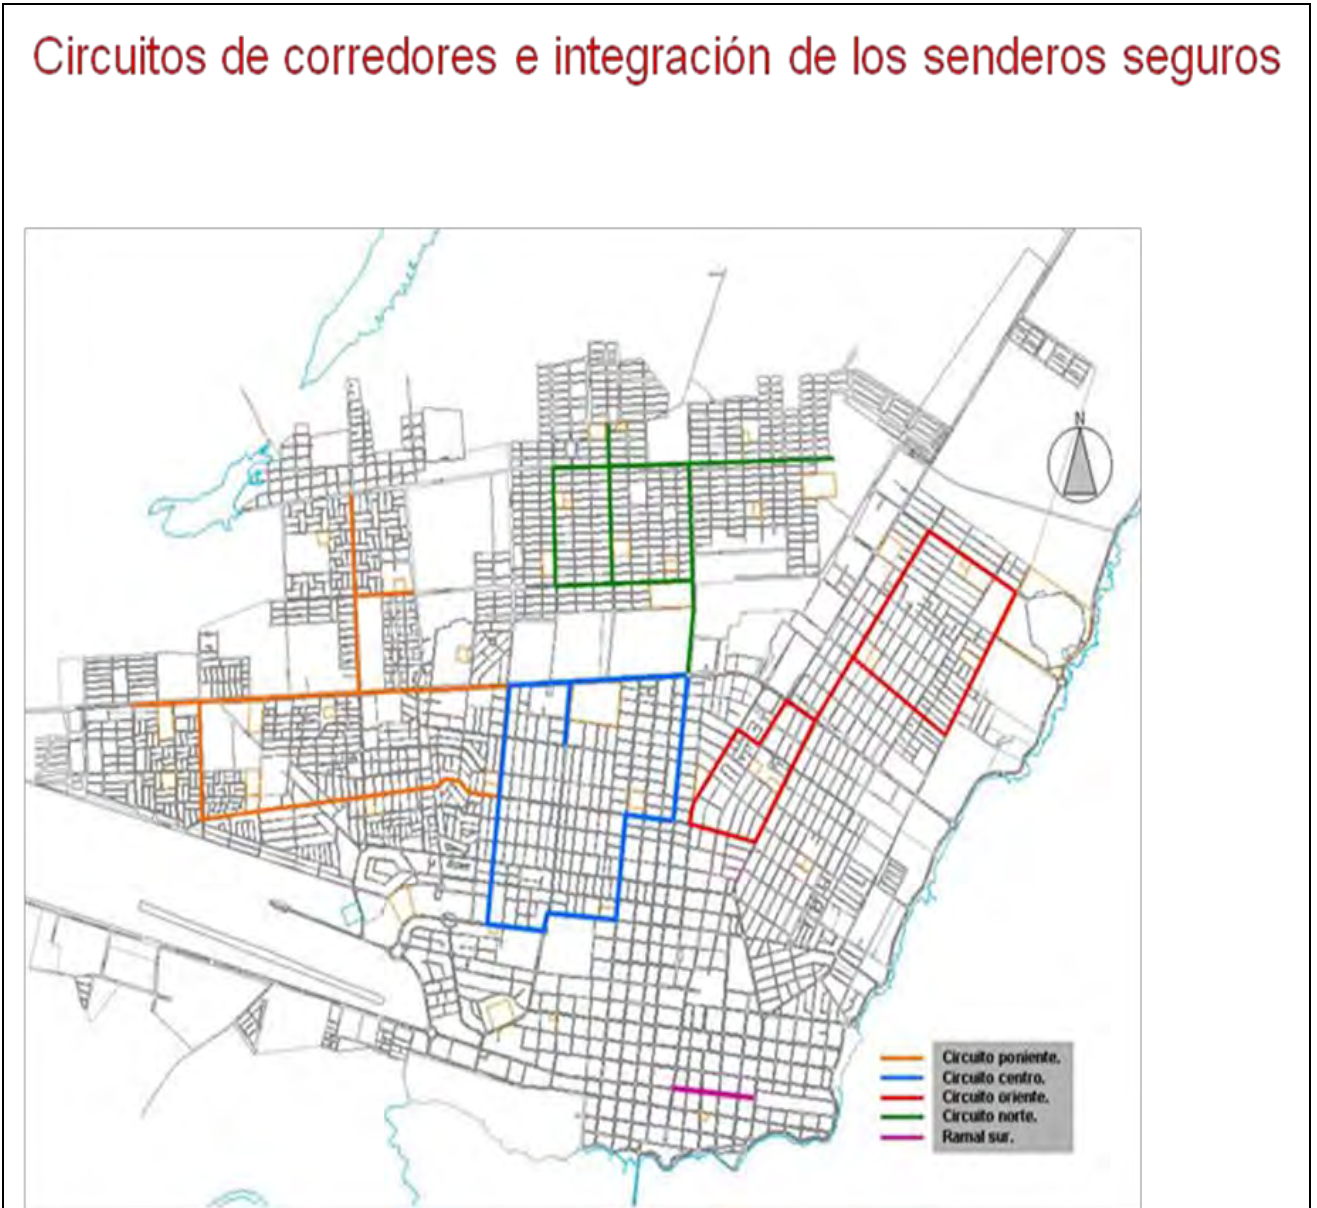 Circuitos de corredores e integración de los senderos seguros
N
Circuito poniente.
Circuito centro.
Circuito oriente.
Circuito norte.
Ramal sur.